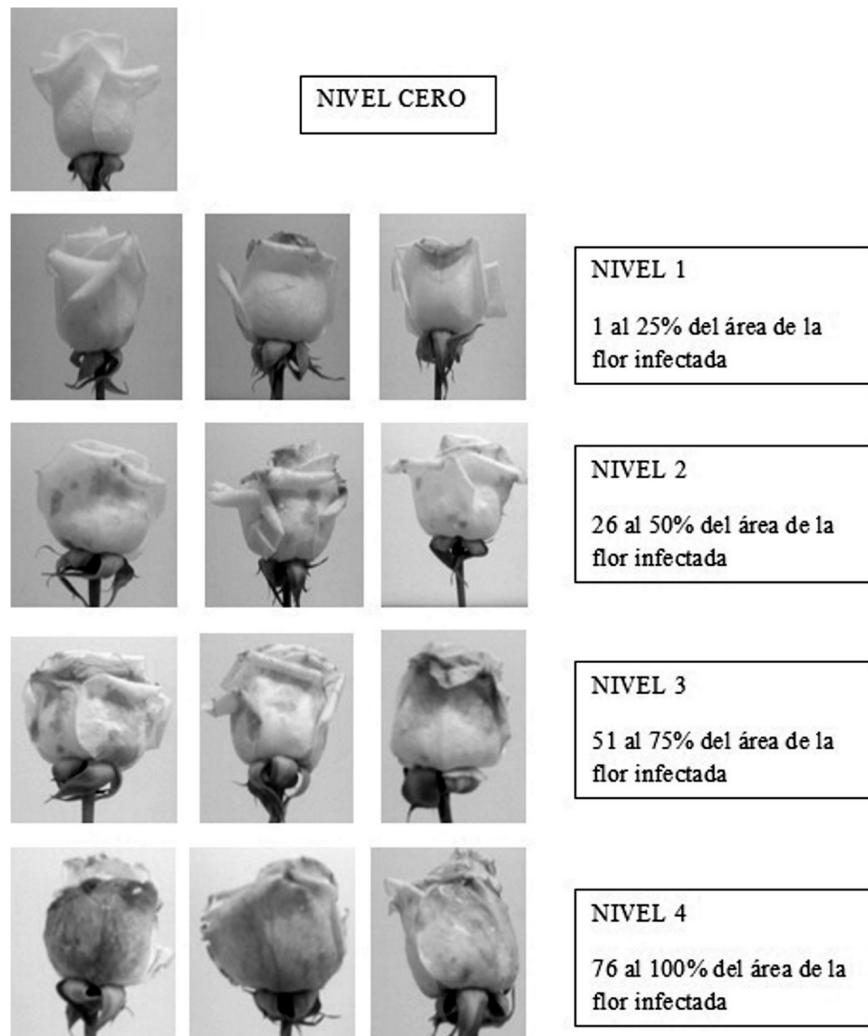 NIVEL CERO
NIVEL 1
1 al 25% del área de la
flor infectada
NIVEL 2
26 al 50% del área de la
flor infectada
NIVEL 3
51 al 75% del área de la
flor infectada
NIVEL 4
76 al 100% del área de la
flor infectada